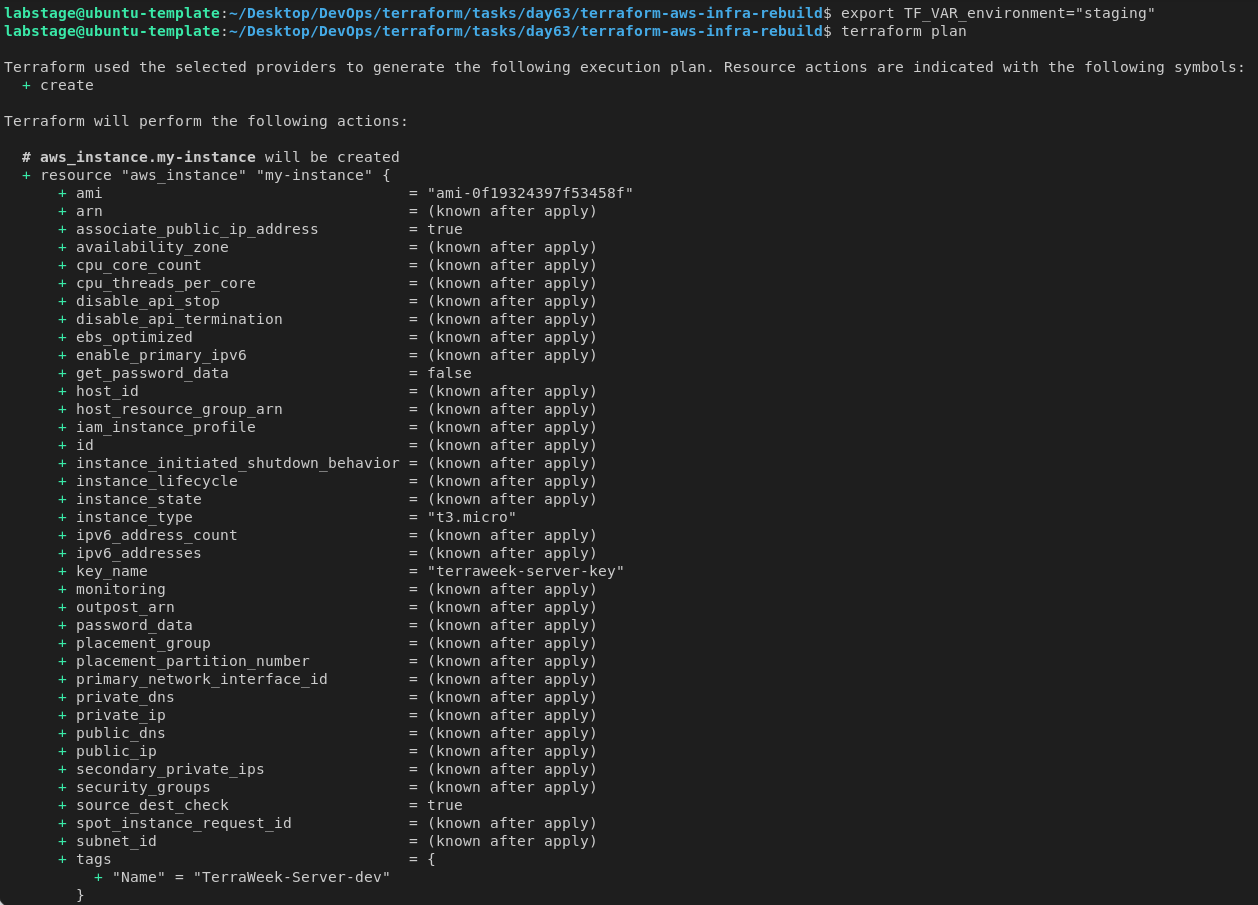 labstage@ubuntu-template:~/Desktop/DevOps/terraform/tasks/day63/terraform-aws-infra-rebuild$ export TF_VAR_environment="staging"
labstage@ubuntu-template:~/Desktop/DevOps/terraform/tasks/day63/terraform-aws-infra-rebuild$ terraform plan

Terraform used the selected providers to generate the following execution plan. Resource actions are indicated with the following symbols:
  + create

Terraform will perform the following actions:

  # aws_instance.my-instance will be created
  + resource "aws_instance" "my-instance" {
      + ami                                  = "ami-0f19324397f53458f"
      + arn                                  = (known after apply)
      + associate_public_ip_address          = true
      + availability_zone                    = (known after apply)
      + cpu_core_count                       = (known after apply)
      + cpu_threads_per_core                 = (known after apply)
      + disable_api_stop                     = (known after apply)
      + disable_api_termination              = (known after apply)
      + ebs_optimized                        = (known after apply)
      + enable_primary_ipv6                  = (known after apply)
      + get_password_data                    = false
      + host_id                              = (known after apply)
      + host_resource_group_arn              = (known after apply)
      + iam_instance_profile                 = (known after apply)
      + id                                   = (known after apply)
      + instance_initiated_shutdown_behavior = (known after apply)
      + instance_lifecycle                   = (known after apply)
      + instance_state                       = (known after apply)
      + instance_type                        = "t3.micro"
      + ipv6_address_count                   = (known after apply)
      + ipv6_addresses                       = (known after apply)
      + key_name                             = "terraweek-server-key"
      + monitoring                           = (known after apply)
      + outpost_arn                          = (known after apply)
      + password_data                        = (known after apply)
      + placement_group                      = (known after apply)
      + placement_partition_number           = (known after apply)
      + primary_network_interface_id         = (known after apply)
      + private_dns                          = (known after apply)
      + private_ip                           = (known after apply)
      + public_dns                           = (known after apply)
      + public_ip                            = (known after apply)
      + secondary_private_ips                = (known after apply)
      + security_groups                      = (known after apply)
      + source_dest_check                    = true
      + spot_instance_request_id             = (known after apply)
      + subnet_id                            = (known after apply)
      + tags                                 = {
          + "Name" = "TerraWeek-Server-dev"
        }